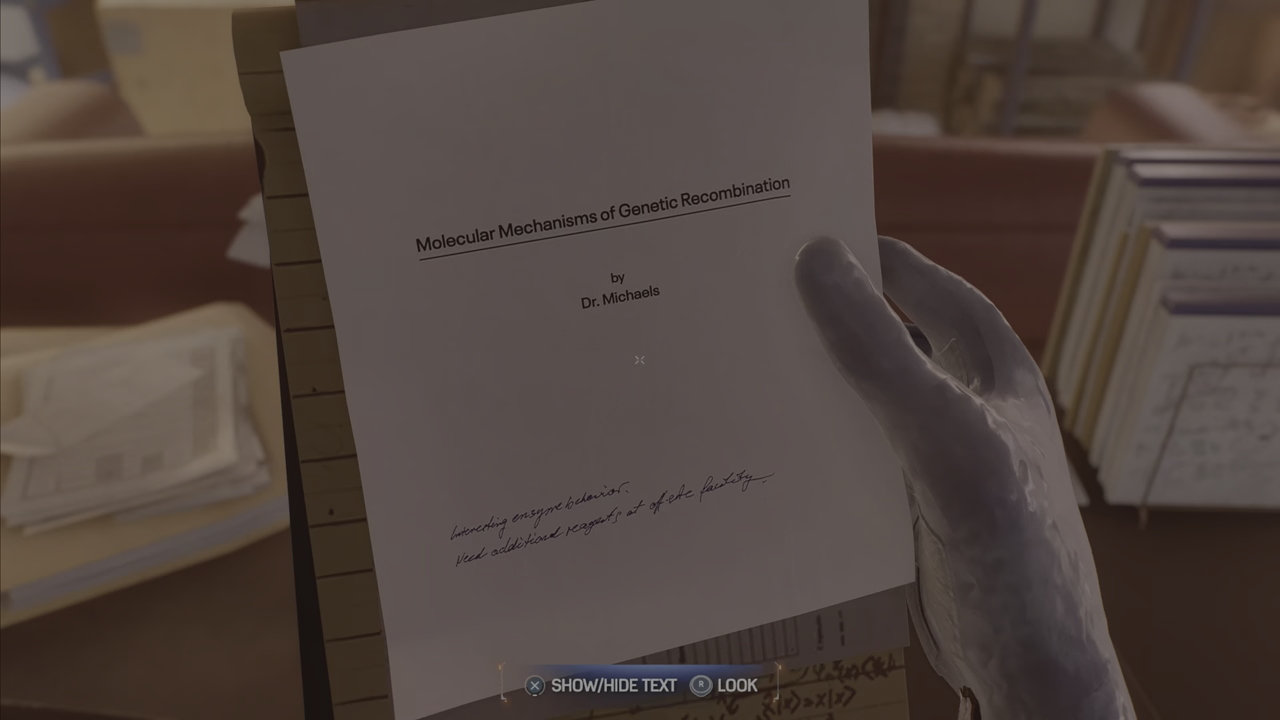 Molecular Mechanisms of Genetic Recombination
by
Dr. Michaels
Interesting enzyme behavior.
Need additional reagents at off-site facility.
SHOW/HIDE TEXT R LOOK